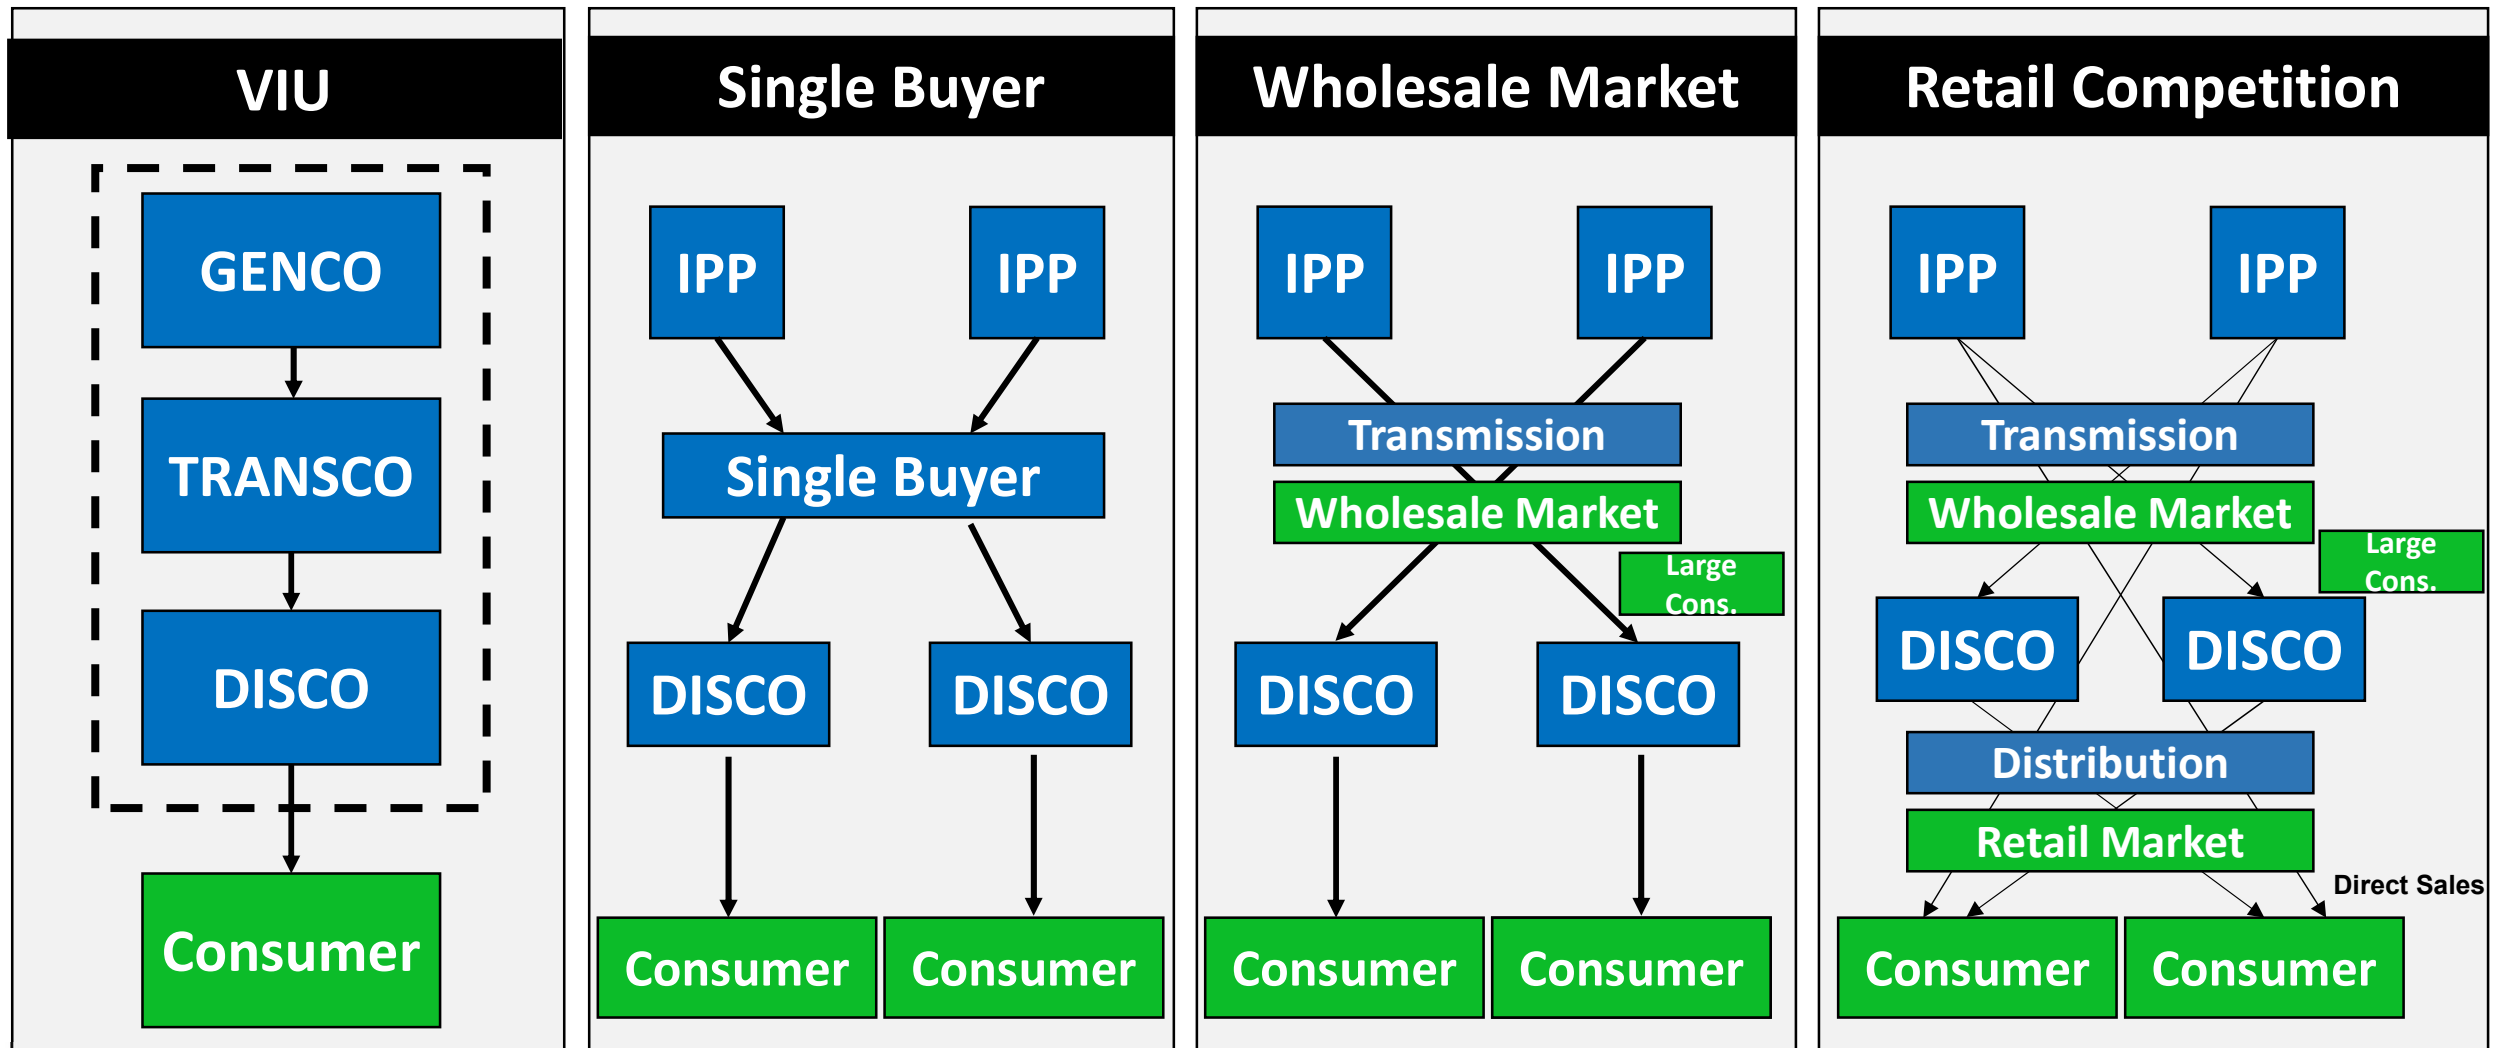 VIU
GENCO
TRANSCO
DISCO
Consumer
Single Buyer
IPP
IPP
Single Buyer
DISCO
DISCO
Consumer
Consumer
Wholesale Market
IPP
IPP
Transmission
Wholesale Market
Large
Cons.
DISCO
DISCO
Consumer
Consumer
Retail Competition
IPP
IPP
Transmission
Wholesale Market
Large
Cons.
DISCO
DISCO
Distribution
Retail Market
Direct Sales
Consumer
Consumer